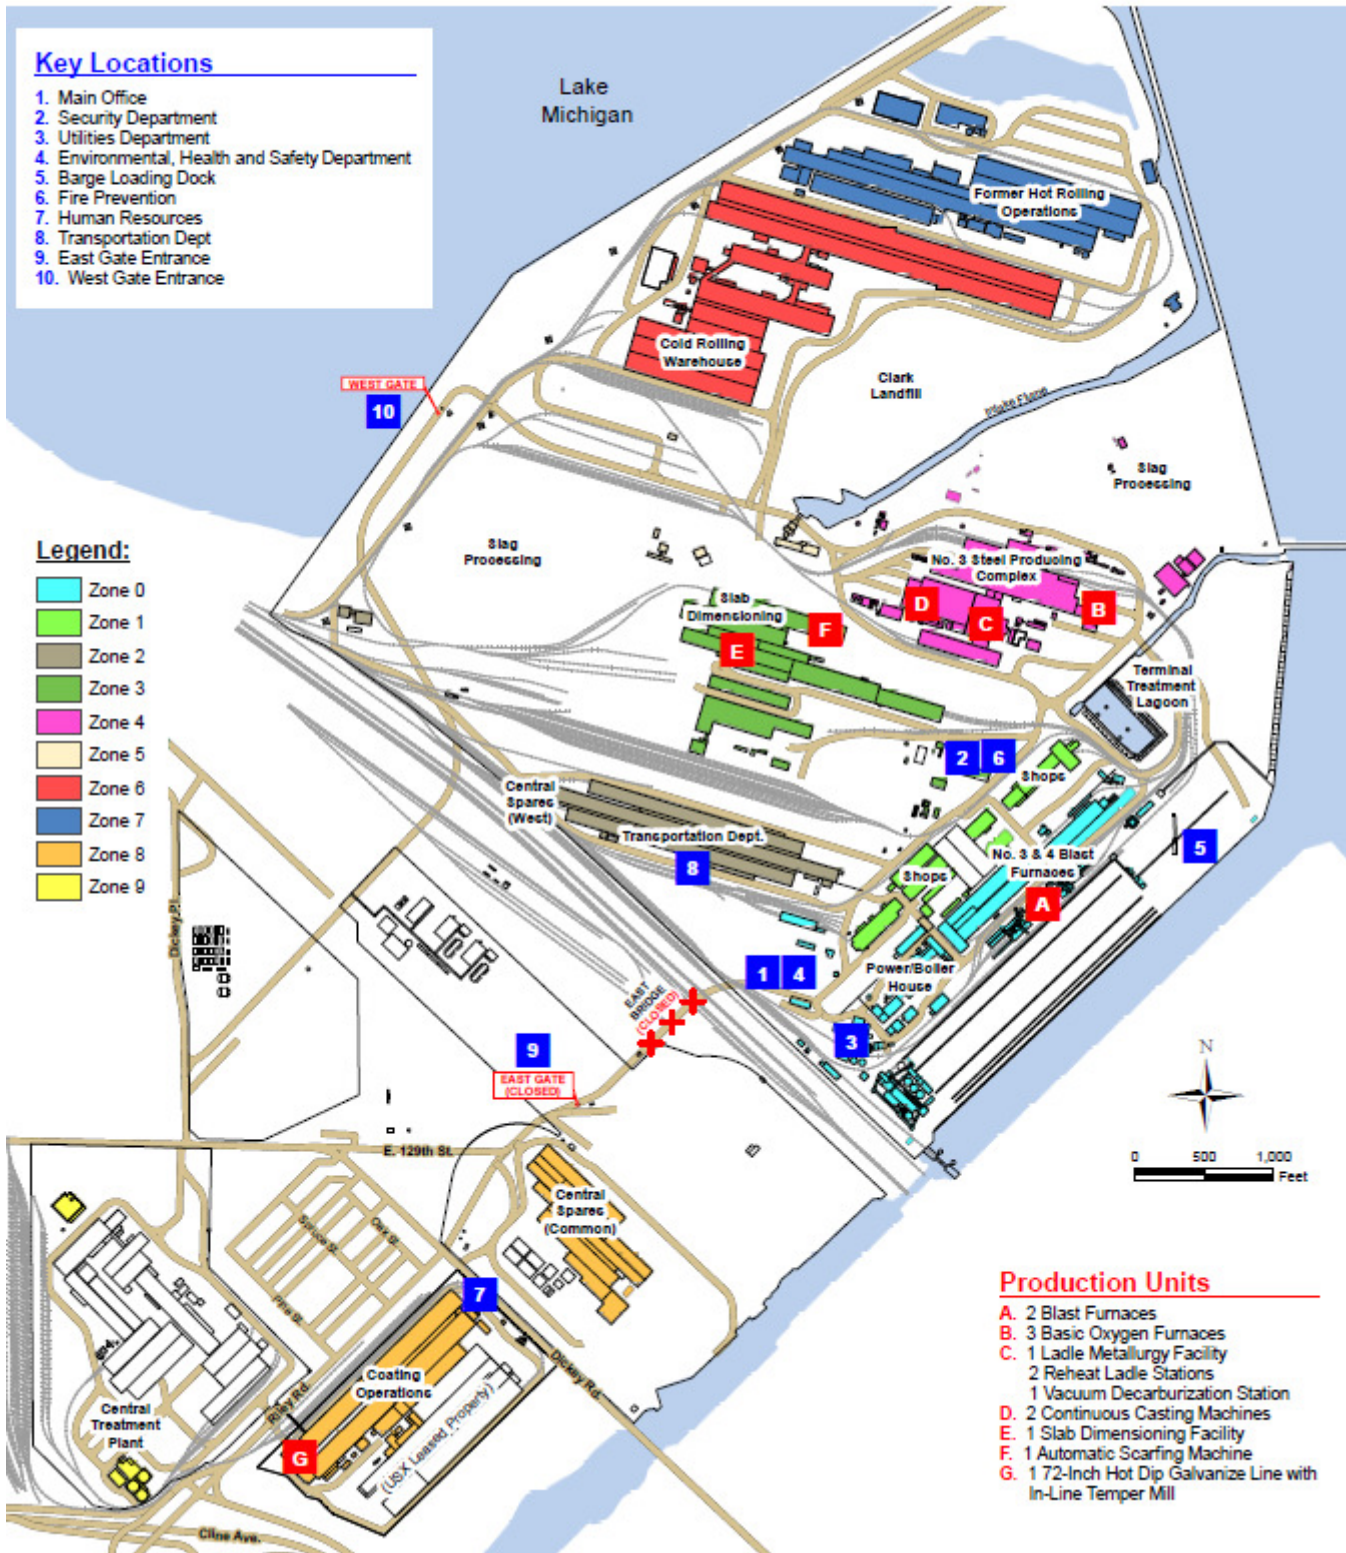 Key Locations
1. Main Office
2. Security Department
3. Utilities Department
4. Environmental, Health and Safety Department
5. Barge Loading Dock
6. Fire Prevention
7. Human Resources
8. Transportation Dept
9. East Gate Entrance
10. West Gate Entrance
Lake
Michigan
Former Hot Rolling
Operations
Cold Rolling
Warehouse
WEST GATE
10
Clark
Landfill
Slag
Processing
Slag
Processing
Legend:
Zone 0
Zone 1
Zone 2
Zone 3
Zone 4
Zone 5
Zone 6
Zone 7
Zone 8
Zone 9
No. 3 Steel Producing
Complex
D
C
B
Slab
Dimensioning
F
E
Terminal
Treatment
Lagoon
2
6
Shops
Central
Spares
(West)
Transportation Dept.
8
No. 3 & 4 Blast
Furnaces
Shops
5
A
Dickey Pl.
1
4
Power/Boiler
House
EAST
BRIDGE
(CLOSED)
3
9
EAST GATE
(CLOSED)
N
0 500 1,000
Feet
E. 129th St.
Central
Spares
(Common)
Spruce St.
Oak St.
Pine St.
7
Dickey Rd.
Coating
Operations
Riley Rd.
(USX Leased Property)
Central
Treatment
Plant
G
Cline Ave.
Production Units
A. 2 Blast Furnaces
B. 3 Basic Oxygen Furnaces
C. 1 Ladle Metallurgy Facility
2 Reheat Ladle Stations
1 Vacuum Decarburization Station
D. 2 Continuous Casting Machines
E. 1 Slab Dimensioning Facility
F. 1 Automatic Scarfing Machine
G. 1 72-Inch Hot Dip Galvanize Line with
In-Line Temper Mill